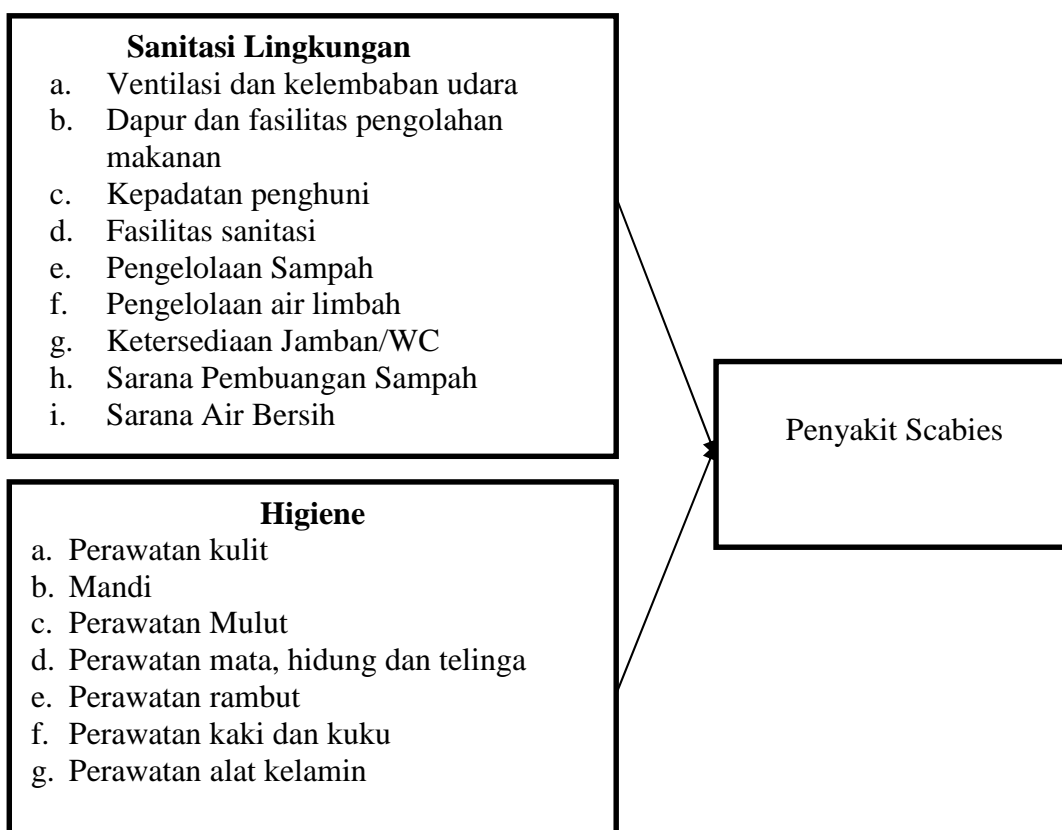 Sanitasi Lingkungan
a. Ventilasi dan kelembaban udara
b. Dapur dan fasilitas pengolahan
makanan
c. Kepadatan penghuni
d. Fasilitas sanitasi
e. Pengelolaan Sampah
f. Pengelolaan air limbah
g. Ketersediaan Jamban/WC
h. Sarana Pembuangan Sampah
i. Sarana Air Bersih
Penyakit Scabies
Higiene
a. Perawatan kulit
b. Mandi
c. Perawatan Mulut
d. Perawatan mata, hidung dan telinga
e. Perawatan rambut
f. Perawatan kaki dan kuku
g. Perawatan alat kelamin